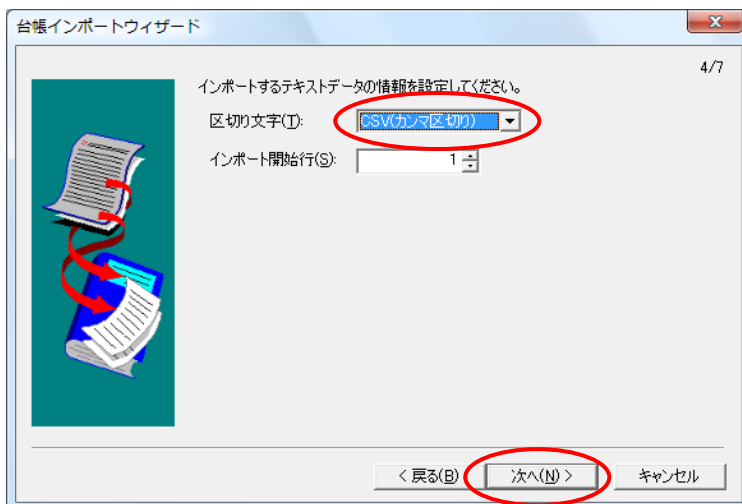 台帳インポートウィザード
4/7
インポートするテキストデータの情報を設定してください。
区切り文字(T): CSV(カンマ区切り)
インポート開始行(S): 1
< 戻る(B) 次へ(N) > キャンセル